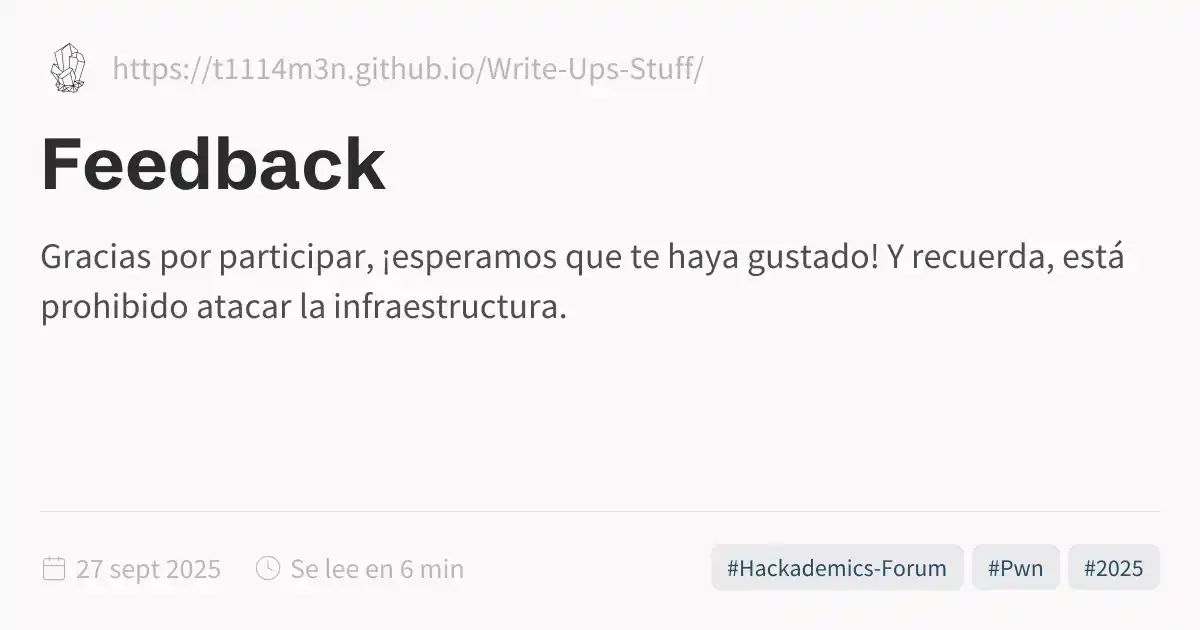 https://t1114m3n.github.io/Write-Ups-Stuff/
Feedback
Gracias por participar, ¡esperamos que te haya gustado! Y recuerda, está
prohibido atacar la infraestructura.
27 sept 2025
Se lee en 6 min
#Hackademics-Forum
#Pwn
#2025